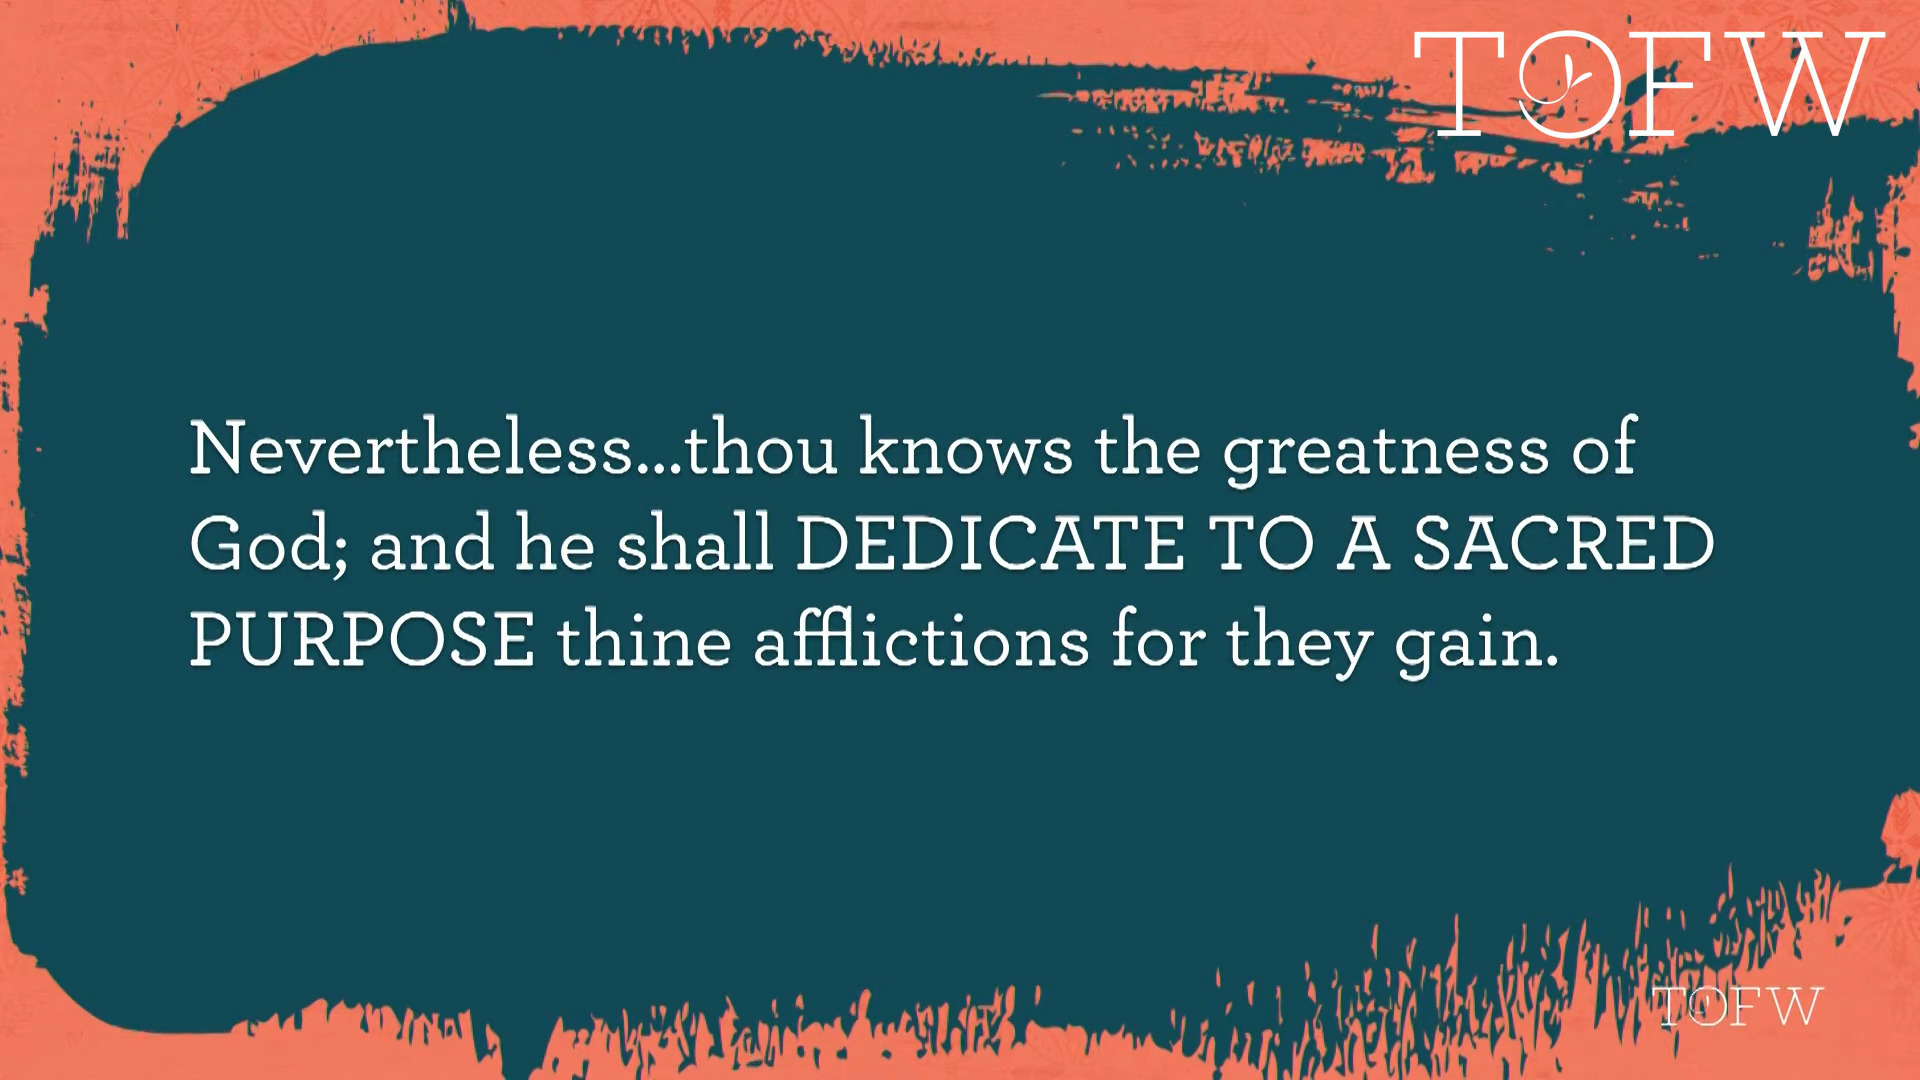 TOFW
Nevertheless...thou knows the greatness of
God; and he shall DEDICATE TO A SACRED
PURPOSE thine afflictions for they gain.
TOFW